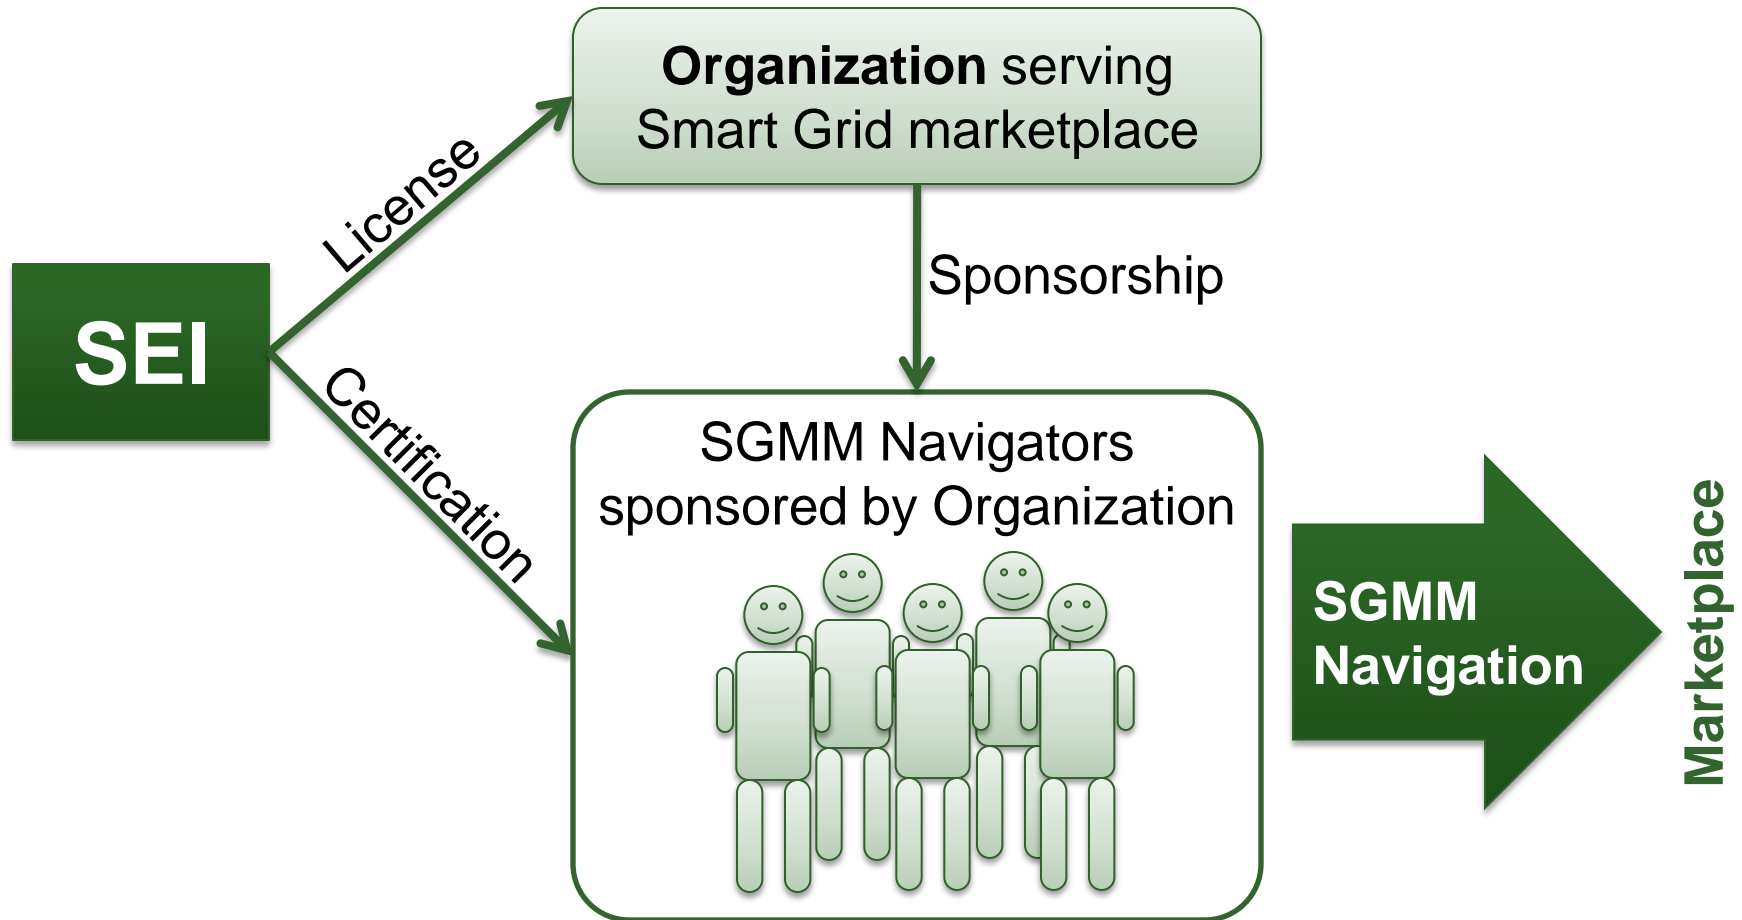 Organization serving
Smart Grid marketplace
License
Sponsorship
SEI
Certification
SGMM Navigators
sponsored by Organization
SGMM
Navigation
Marketplace